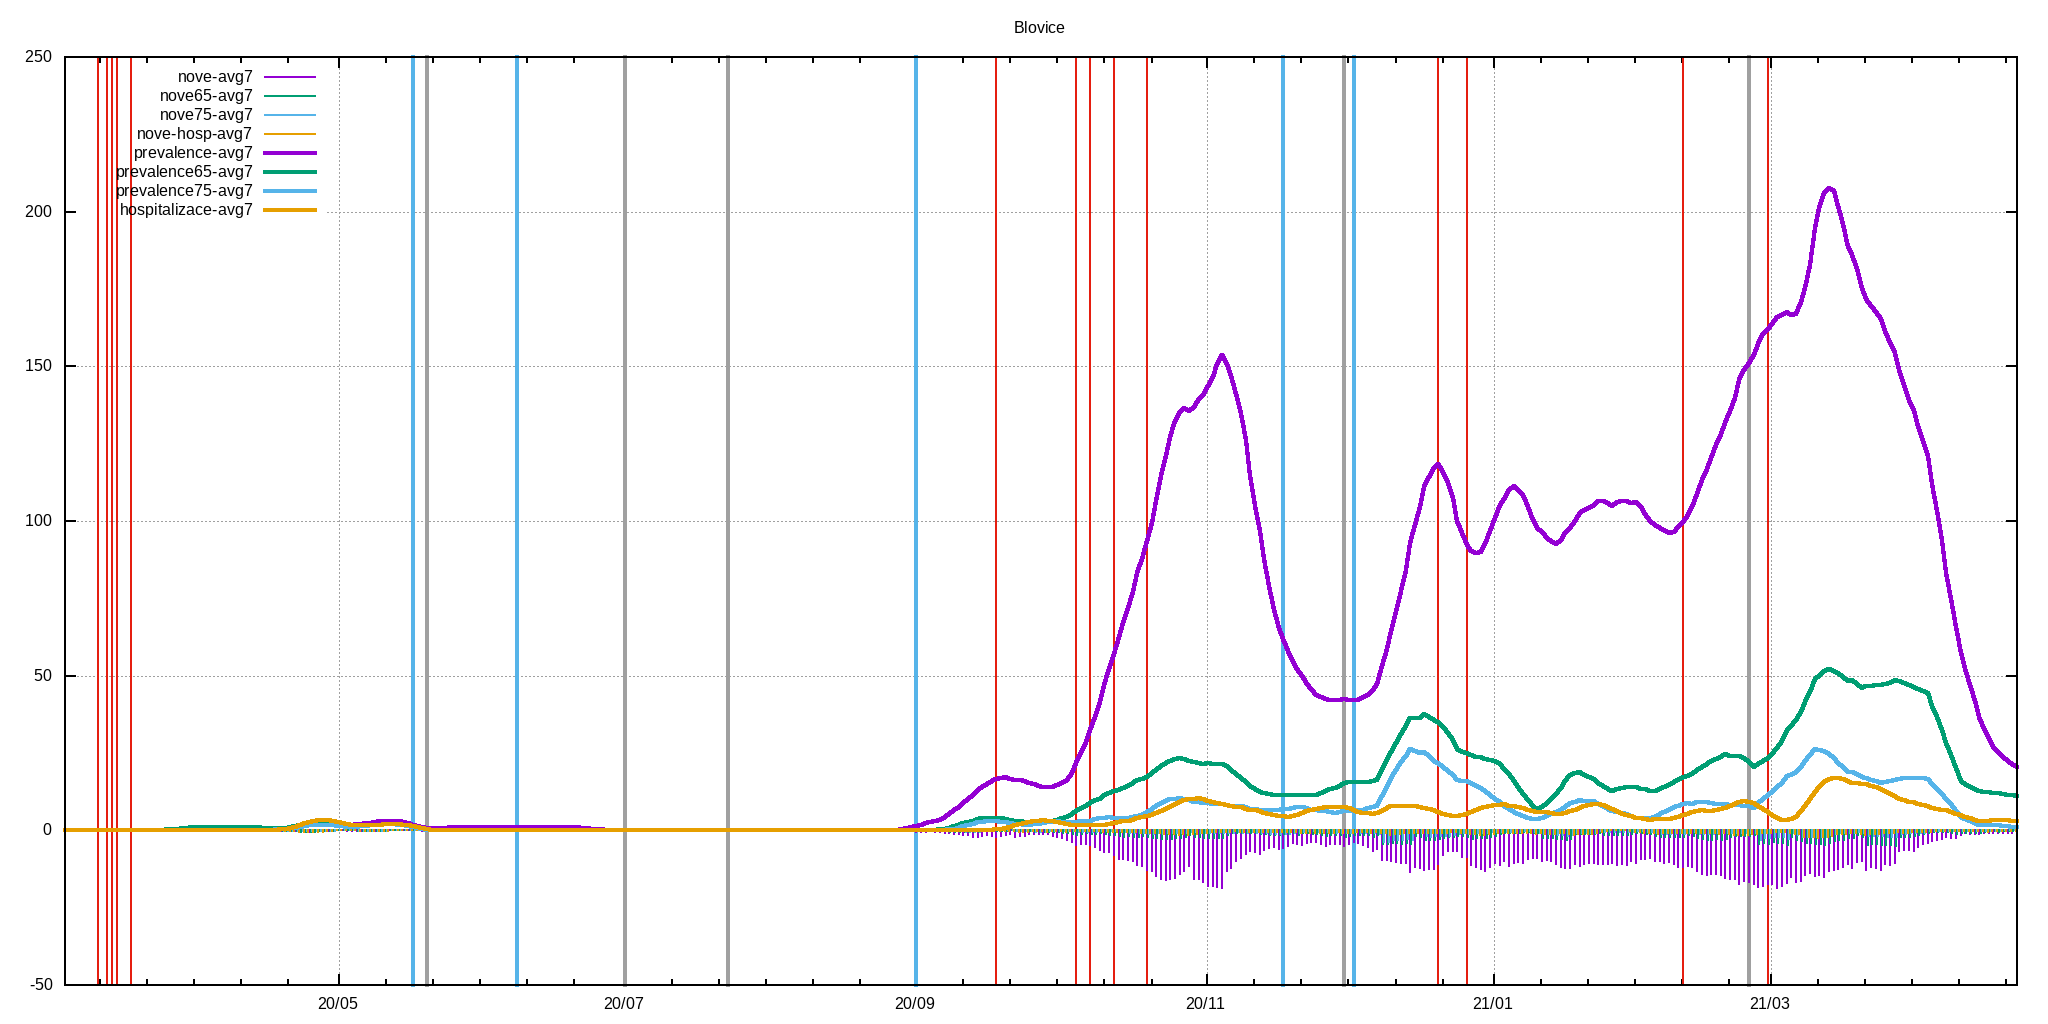 Blovice
250
200
150
100
50
0
-50
nove-avg7
nove65-avg7
nove75-avg7
nove-hosp-avg7
prevalence-avg7
prevalence65-avg7
prevalence75-avg7
hospitalizace-avg7
20/05
20/07
20/09
20/11
21/01
21/03